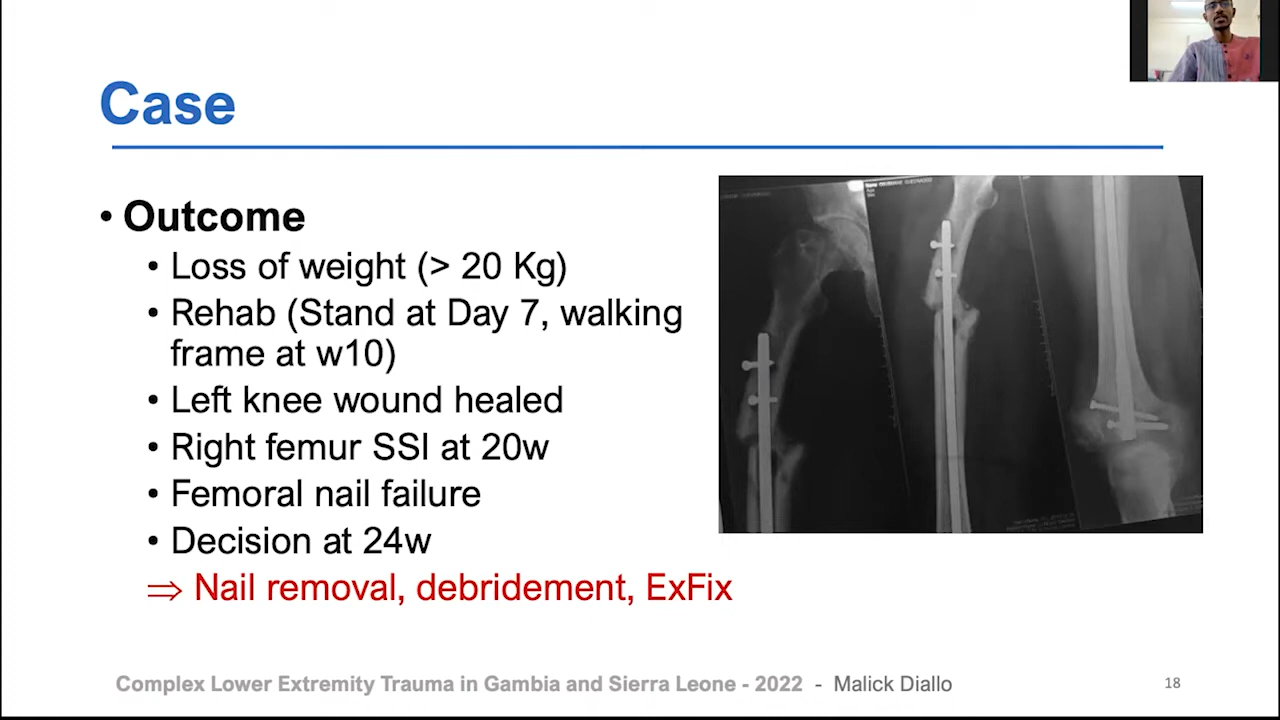 Case
• Outcome
• Loss of weight (> 20 Kg)
• Rehab (Stand at Day 7, walking
frame at w10)
• Left knee wound healed
• Right femur SSI at 20w
• Femoral nail failure
• Decision at 24w
⇒ Nail removal, debridement, ExFix
Complex Lower Extremity Trauma in Gambia and Sierra Leone - 2022 - Malick Diallo
18